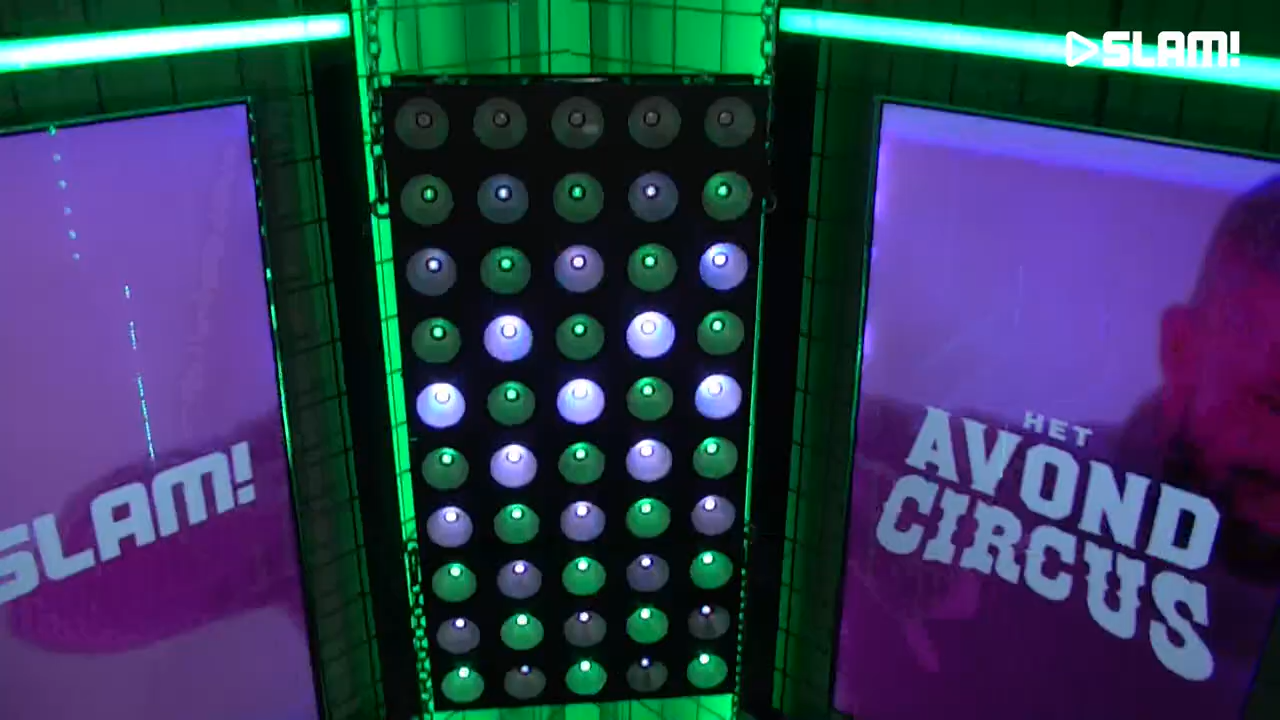 SLAM!
SLAM!
HET
AVOND
CIRCUS